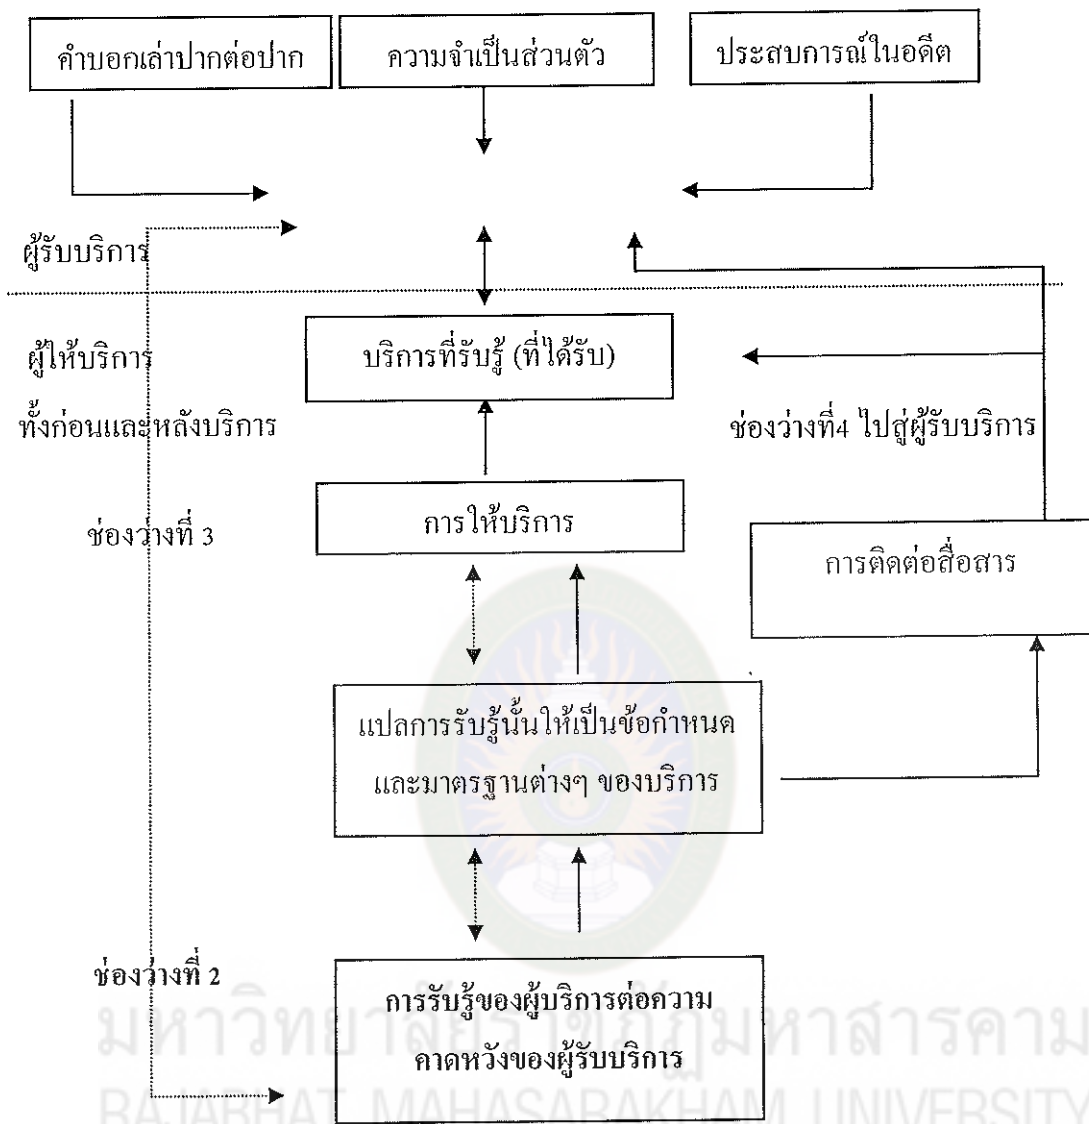 คำบอกเล่าปากต่อปาก
ความจำเป็นส่วนตัว
ประสบการณ์ในอดีต
ผู้รับบริการ
ผู้ให้บริการ
บริการที่รับรู้ (ที่ได้รับ)
ทั้งก่อนและหลังบริการ
ช่องว่างที่4 ไปสู่ผู้รับบริการ
ช่องว่างที่ 3
การให้บริการ
การติดต่อสื่อสาร
แปลการรับรู้นั้นให้เป็นข้อกำหนด
และมาตรฐานต่างๆ ของบริการ
ช่องว่างที่ 2
การรับรู้ของผู้บริการต่อความ
คาดหวังของผู้รับบริการ
มหาวิทยาลัยราชภัฏมหาสารคาม
RAJABHAT MAHASARAKHAM UNIVERSITY